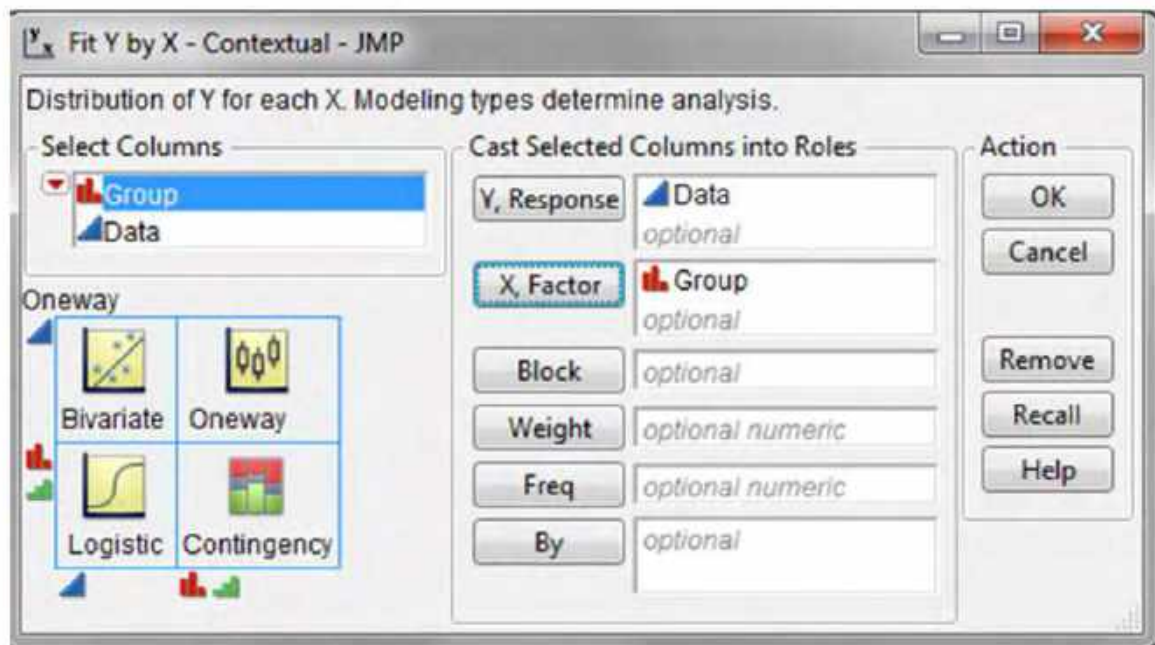 Fit Y by X - Contextual - JMP
Distribution of Y for each X. Modeling types determine analysis.
Select Columns
Group
Data
Oneway
Bivariate Oneway
Logistic Contingency
Cast Selected Columns into Roles
Y, Response Data
optional
X, Factor Group
optional
Block optional
Weight optional numeric
Freq optional numeric
By optional
Action
OK
Cancel
Remove
Recall
Help